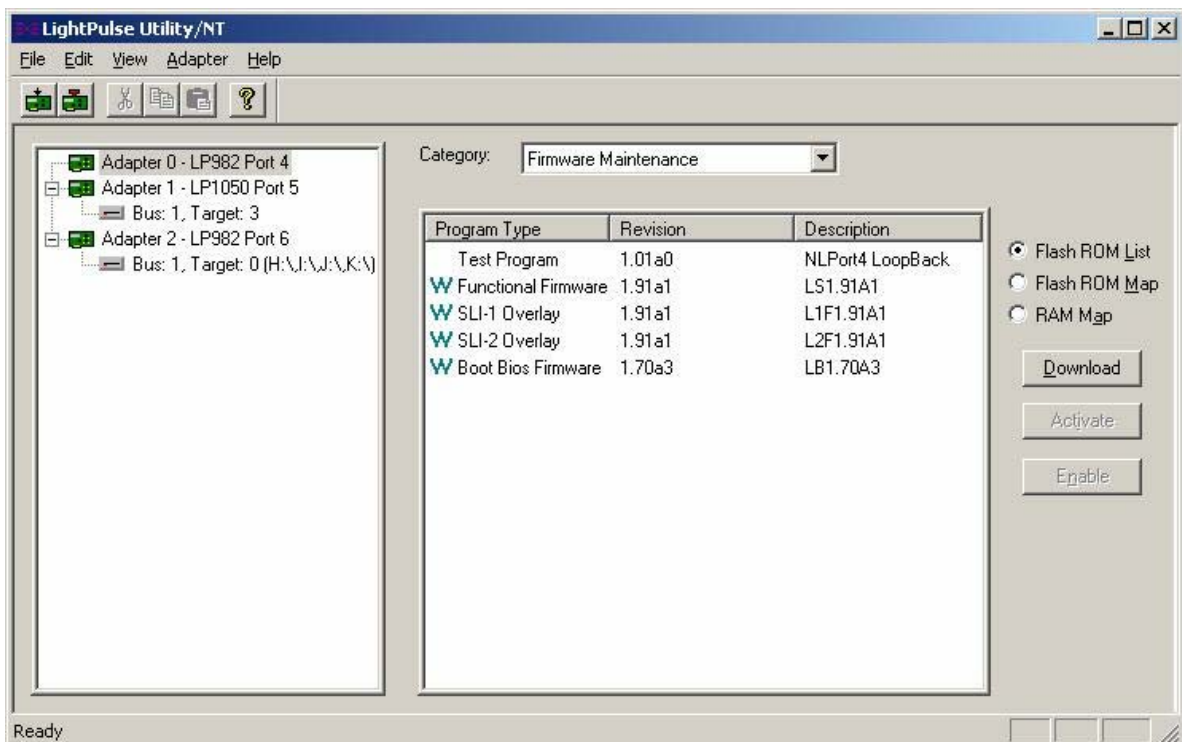 LightPulse Utility/NT
File Edit View Adapter Help
Adapter 0 - LP982 Port 4
Adapter 1 - LP1050 Port 5
Bus: 1, Target: 3
Adapter 2 - LP982 Port 6
Bus: 1, Target: 0 (H:\,I:\,J:\,K:\)
Category: Firmware Maintenance
Program Type Revision Description
Test Program 1.01a0 NLPort4 LoopBack
W Functional Firmware 1.91a1 LS1.91A1
W SLI-1 Overlay 1.91a1 L1F1.91A1
W SLI-2 Overlay 1.91a1 L2F1.91A1
W Boot Bios Firmware 1.70a3 LB1.70A3
Flash ROM List
Flash ROM Map
RAM Map
Download
Activate
Enable
Ready